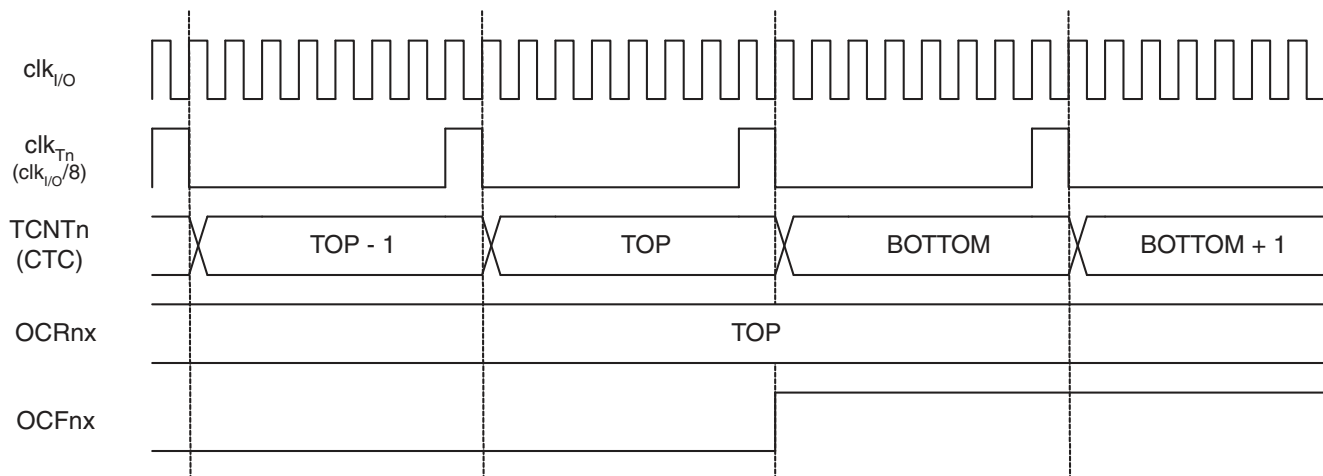 clkI/O
clkTn
(clkI/O/8)
TCNTn
(CTC)
TOP - 1
TOP
BOTTOM
BOTTOM + 1
OCRnx
TOP
OCFnx